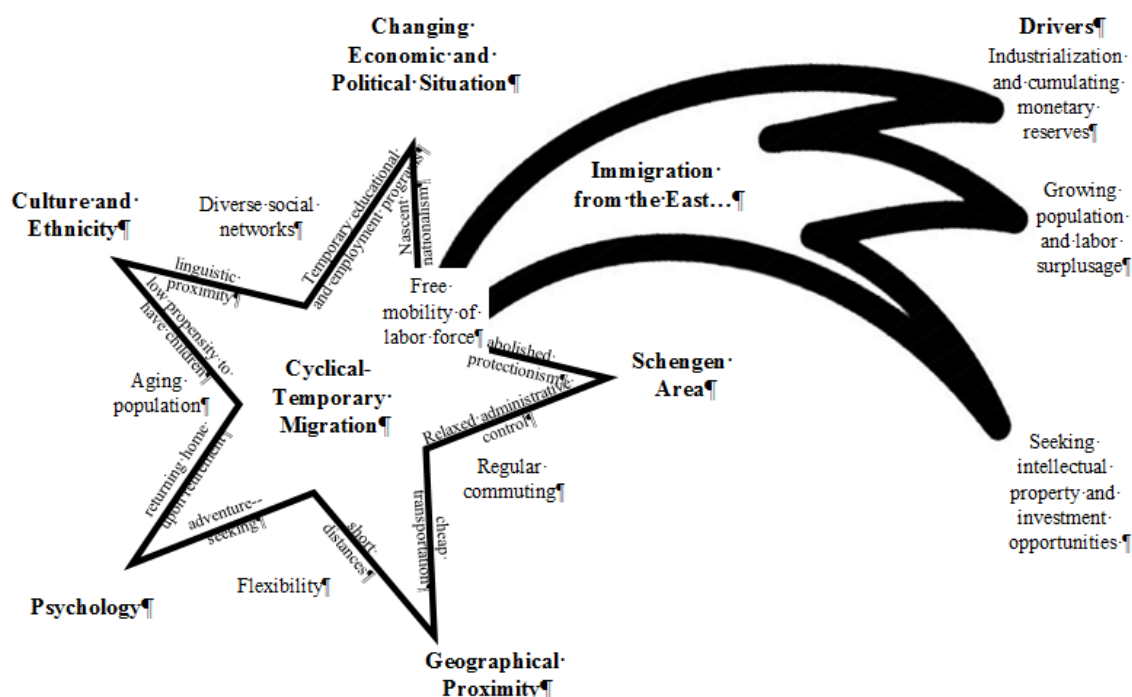 Changing·
Economic·and·
Political·Situation¶
Drivers¶
Industrialization·
and·cumulating·
monetary·
reserves¶
Immigration·
from·the·East…¶
Growing·
population·
and·labor·
surplusage¶
Seeking·
intellectual·
property·and·
investment·
opportunities·¶
Culture·and·
Ethnicity¶
Diverse·social·
networks¶
Temporary·educational·
and·employment·programs¶
Nascent·
nationalism¶
linguistic·
proximity¶
low·propensity·to·
have·children¶
Free·
mobility·of·
labor·force¶
abolished·
protectionism¶
Schengen·
Area¶
Cyclical-
Temporary·
Migration¶
Aging·
population¶
Relaxed·administrative·
control¶
Regular·
commuting¶
returning·home·
upon·retirement¶
adventure-
seeking¶
short·
distances¶
cheap·
transportation¶
Psychology¶
Flexibility¶
Geographical·
Proximity¶